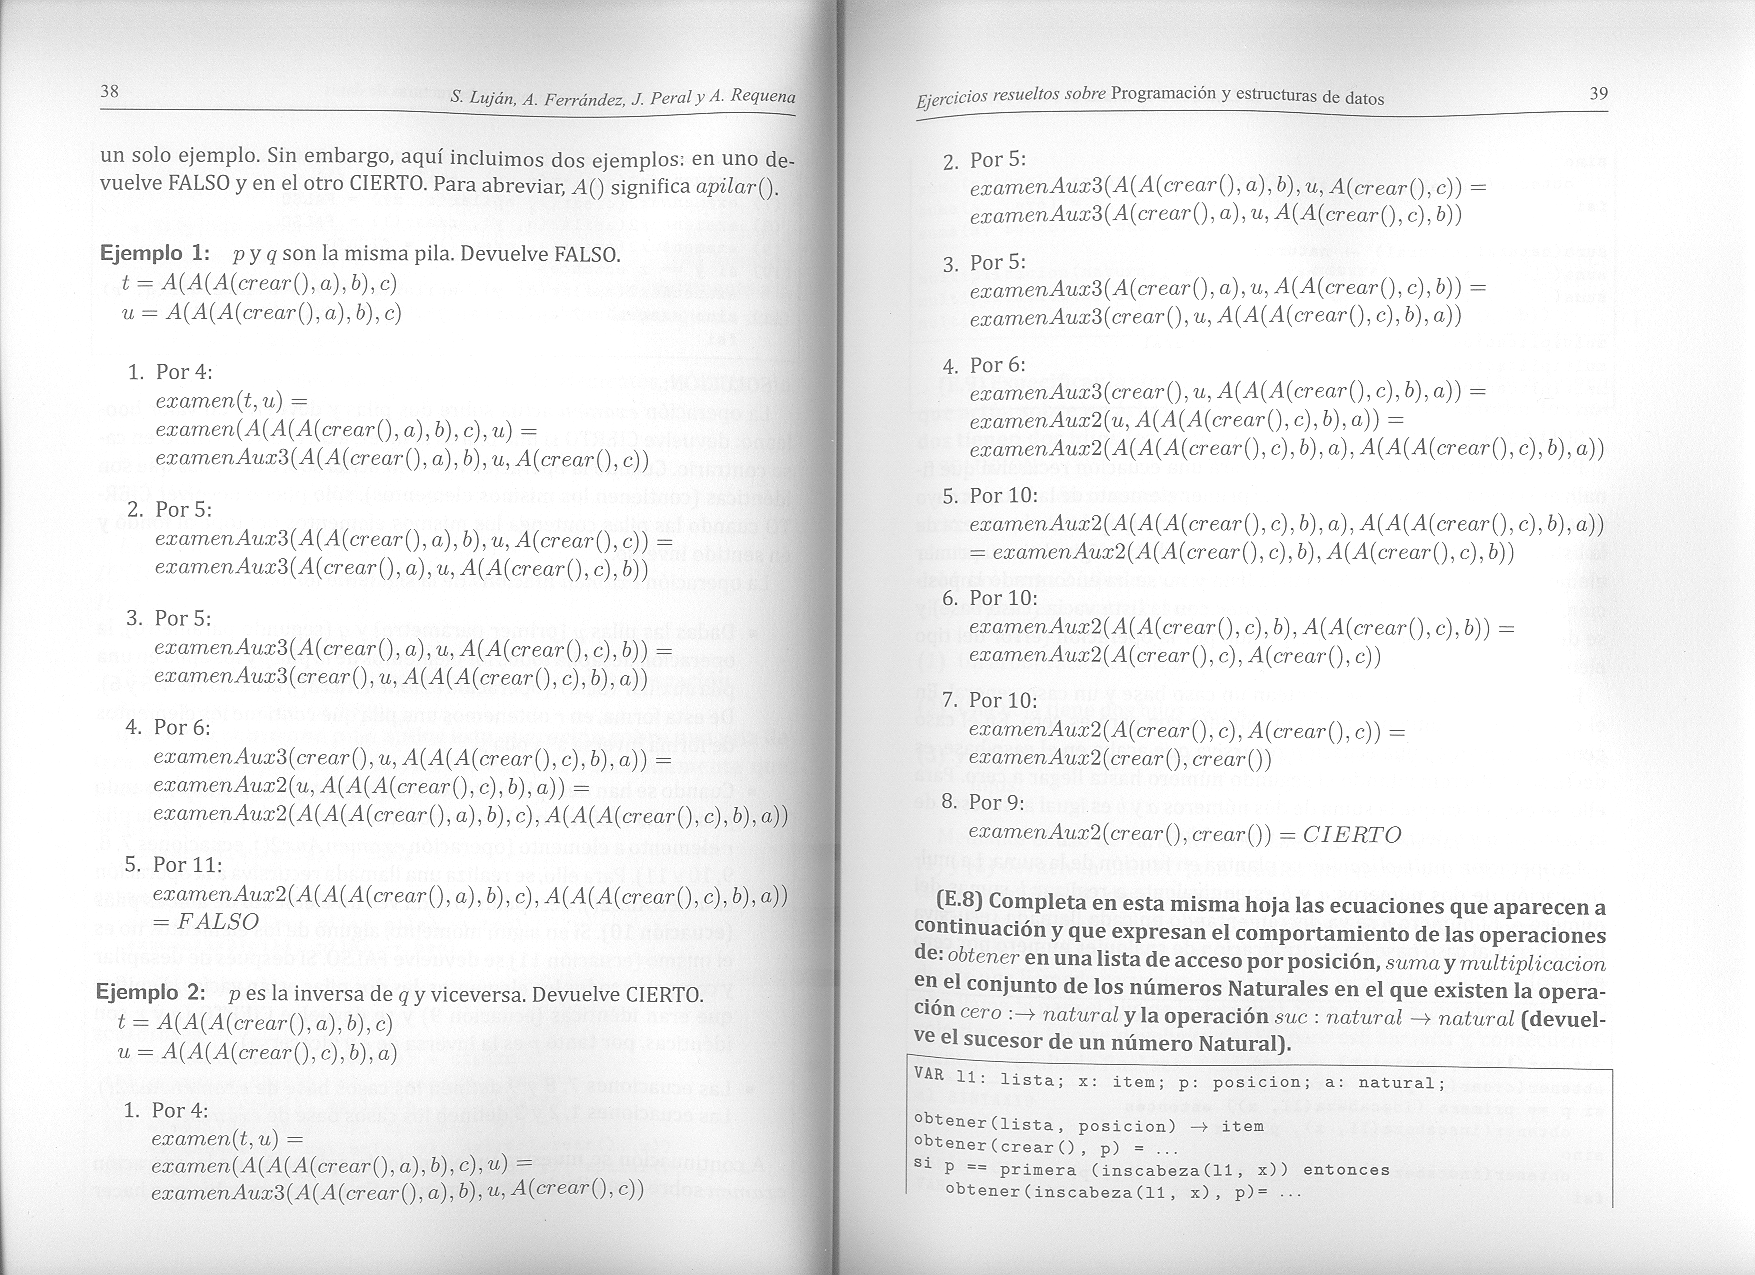 38
S. Luján, A. Ferrández, J. Peral y A. Requena
un solo ejemplo. Sin embargo, aquí incluimos dos ejemplos: en uno de-
vuelve FALSO y en el otro CIERTO. Para abreviar, A() significa apilar().
Ejemplo 1: p y q son la misma pila. Devuelve FALSO.
t = A(A(A(crear(), a), b), c)
u = A(A(A(crear(), a), b), c)
1. Por 4:
examen(t, u) =
examen(A(A(A(crear(), a), b), c), u) =
examenAux3(A(A(crear(), a), b), u, A(crear(), c))
2. Por 5:
examenAux3(A(A(crear(), a), b), u, A(crear(), c)) =
examenAux3(A(crear(), a), u, A(A(crear(), c), b))
3. Por 5:
examenAux3(A(crear(), a), u, A(A(crear(), c), b)) =
examenAux3(crear(), u, A(A(A(crear(), c), b), a))
4. Por 6:
examenAux3(crear(), u, A(A(A(crear(), c), b), a)) =
examenAux2(u, A(A(A(crear(), c), b), a)) =
examenAux2(A(A(A(crear(), a), b), c), A(A(A(crear(), c), b), a))
5. Por 11:
examenAux2(A(A(A(crear(), a), b), c), A(A(A(crear(), c), b), a))
= FALSO
Ejemplo 2: p es la inversa de q y viceversa. Devuelve CIERTO.
t = A(A(A(crear(), a), b), c)
u = A(A(A(crear(), c), b), a)
1. Por 4:
examen(t, u) =
examen(A(A(A(crear(), a), b), c), u) =
examenAux3(A(A(crear(), a), b), u, A(crear(), c))
Ejercicios resueltos sobre Programación y estructuras de datos
39
2. Por 5:
examenAux3(A(A(crear(), a), b), u, A(crear(), c)) =
examenAux3(A(crear(), a), u, A(A(crear(), c), b))
3. Por 5:
examenAux3(A(crear(), a), u, A(A(crear(), c), b)) =
examenAux3(crear(), u, A(A(A(crear(), c), b), a))
4. Por 6:
examenAux3(crear(), u, A(A(A(crear(), c), b), a)) =
examenAux2(u, A(A(A(crear(), c), b), a)) =
examenAux2(A(A(A(crear(), c), b), a), A(A(A(crear(), c), b), a))
5. Por 10:
examenAux2(A(A(A(crear(), c), b), a), A(A(A(crear(), c), b), a))
= examenAux2(A(A(crear(), c), b), A(A(crear(), c), b))
6. Por 10:
examenAux2(A(A(crear(), c), b), A(A(crear(), c), b)) =
examenAux2(A(crear(), c), A(crear(), c))
7. Por 10:
examenAux2(A(crear(), c), A(crear(), c)) =
examenAux2(crear(), crear())
8. Por 9:
examenAux2(crear(), crear()) = CIERTO
(E.8) Completa en esta misma hoja las ecuaciones que aparecen a
continuación y que expresan el comportamiento de las operaciones
de: obtener en una lista de acceso por posición, suma y multiplicacion
en el conjunto de los números Naturales en el que existen la opera-
ción cero :→ natural y la operación suc : natural → natural (devuel-
ve el sucesor de un número Natural).
VAR l1: lista; x: item; p: posicion; a: natural;
obtener(lista, posicion) → item
obtener(crear(), p) = ...
si p == primera (inscabeza(l1, x)) entonces
obtener(inscabeza(l1, x), p)= ...